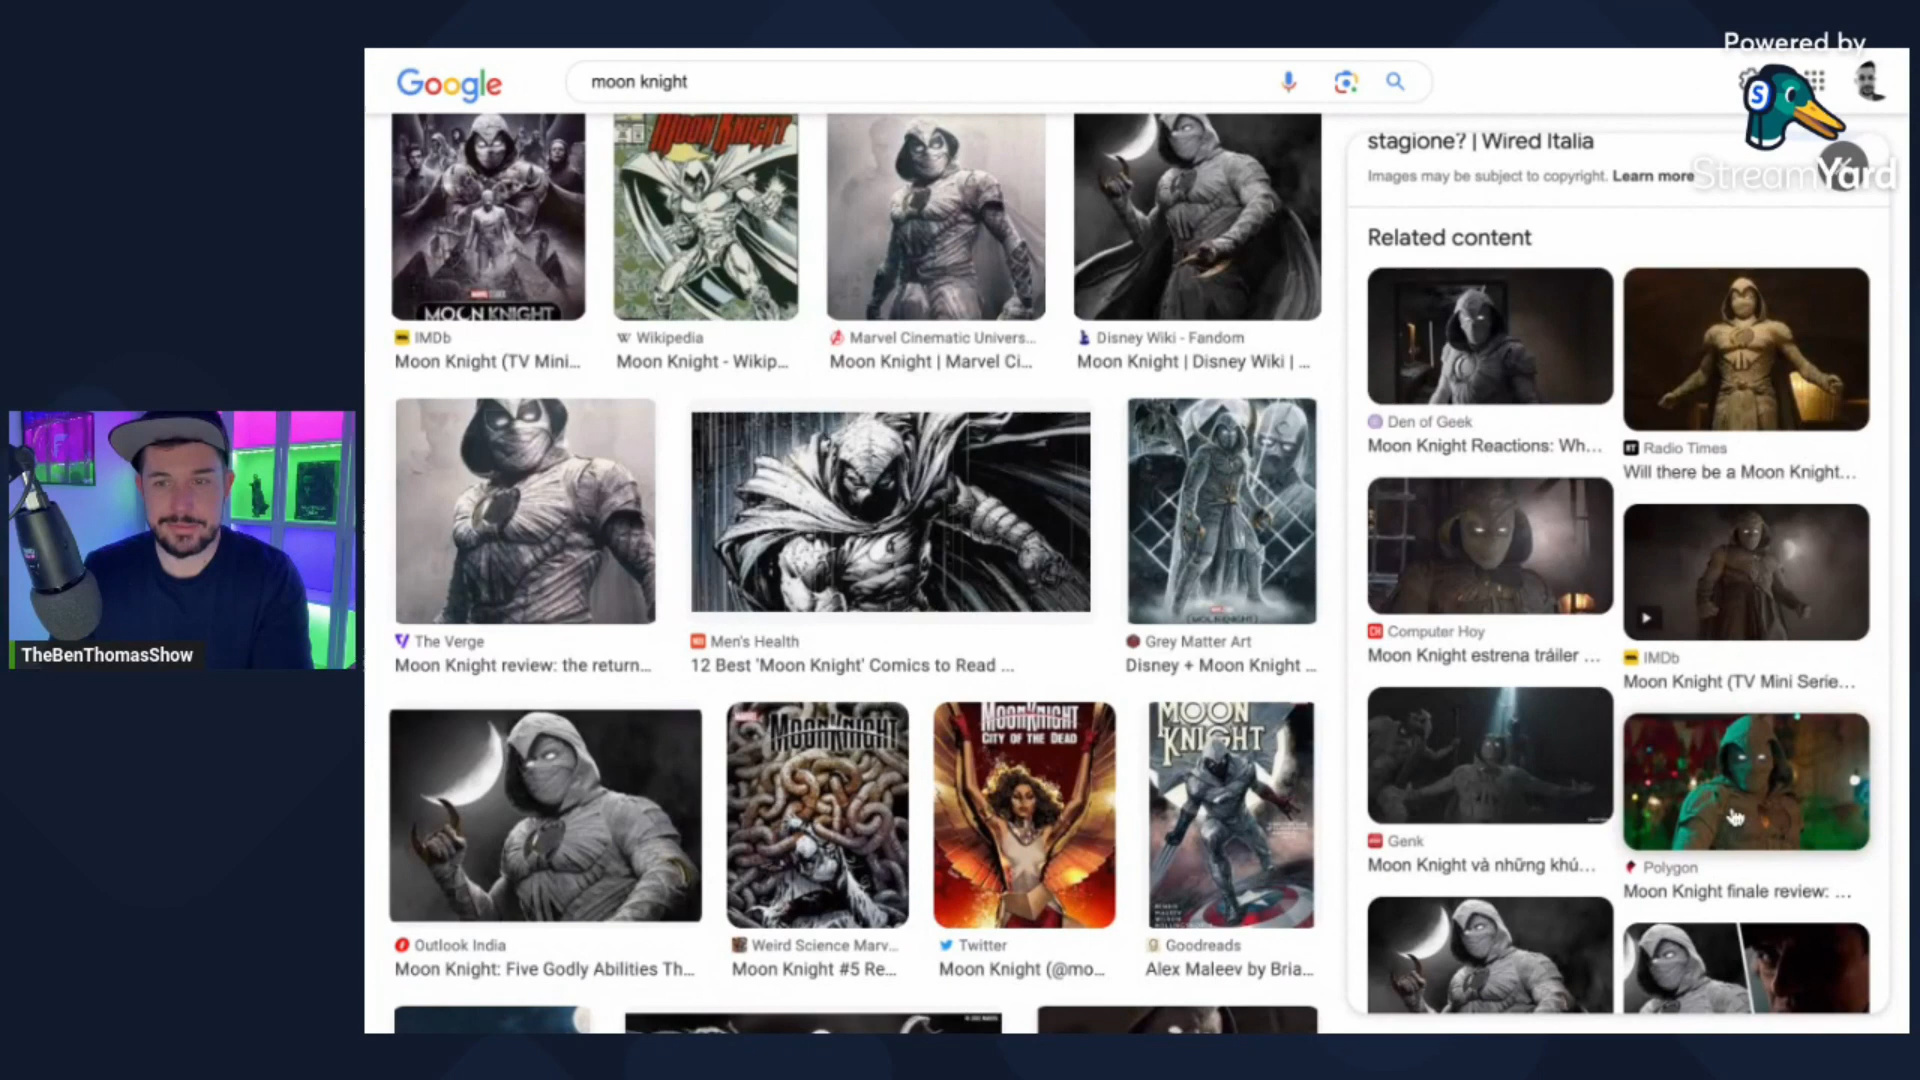 Powered by
StreamYard
Google
moon knight
stagione? | Wired Italia
Images may be subject to copyright. Learn more
Related content
MOON KNIGHT
IMDb
Moon Knight (TV Mini...
MOON KNIGHT
Wikipedia
Moon Knight - Wikip...
Marvel Cinematic Univers...
Moon Knight | Marvel Ci...
Disney Wiki - Fandom
Moon Knight | Disney Wiki | ...
The Verge
Moon Knight review: the return...
Men's Health
12 Best 'Moon Knight' Comics to Read ...
Grey Matter Art
Disney + Moon Knight ...
Outlook India
Moon Knight: Five Godly Abilities Th...
MOONKNIGHT
Weird Science Marv...
Moon Knight #5 Re...
MOONKNIGHT
CITY OF THE DEAD
Twitter
Moon Knight (@mo...
MOON
KNIGHT
Goodreads
Alex Maleev by Bria...
Den of Geek
Moon Knight Reactions: Wh...
Radio Times
Will there be a Moon Knight...
Computer Hoy
Moon Knight estrena tráiler ...
IMDb
Moon Knight (TV Mini Serie...
Genk
Moon Knight và những khú...
Polygon
Moon Knight finale review: ...
TheBenThomasShow